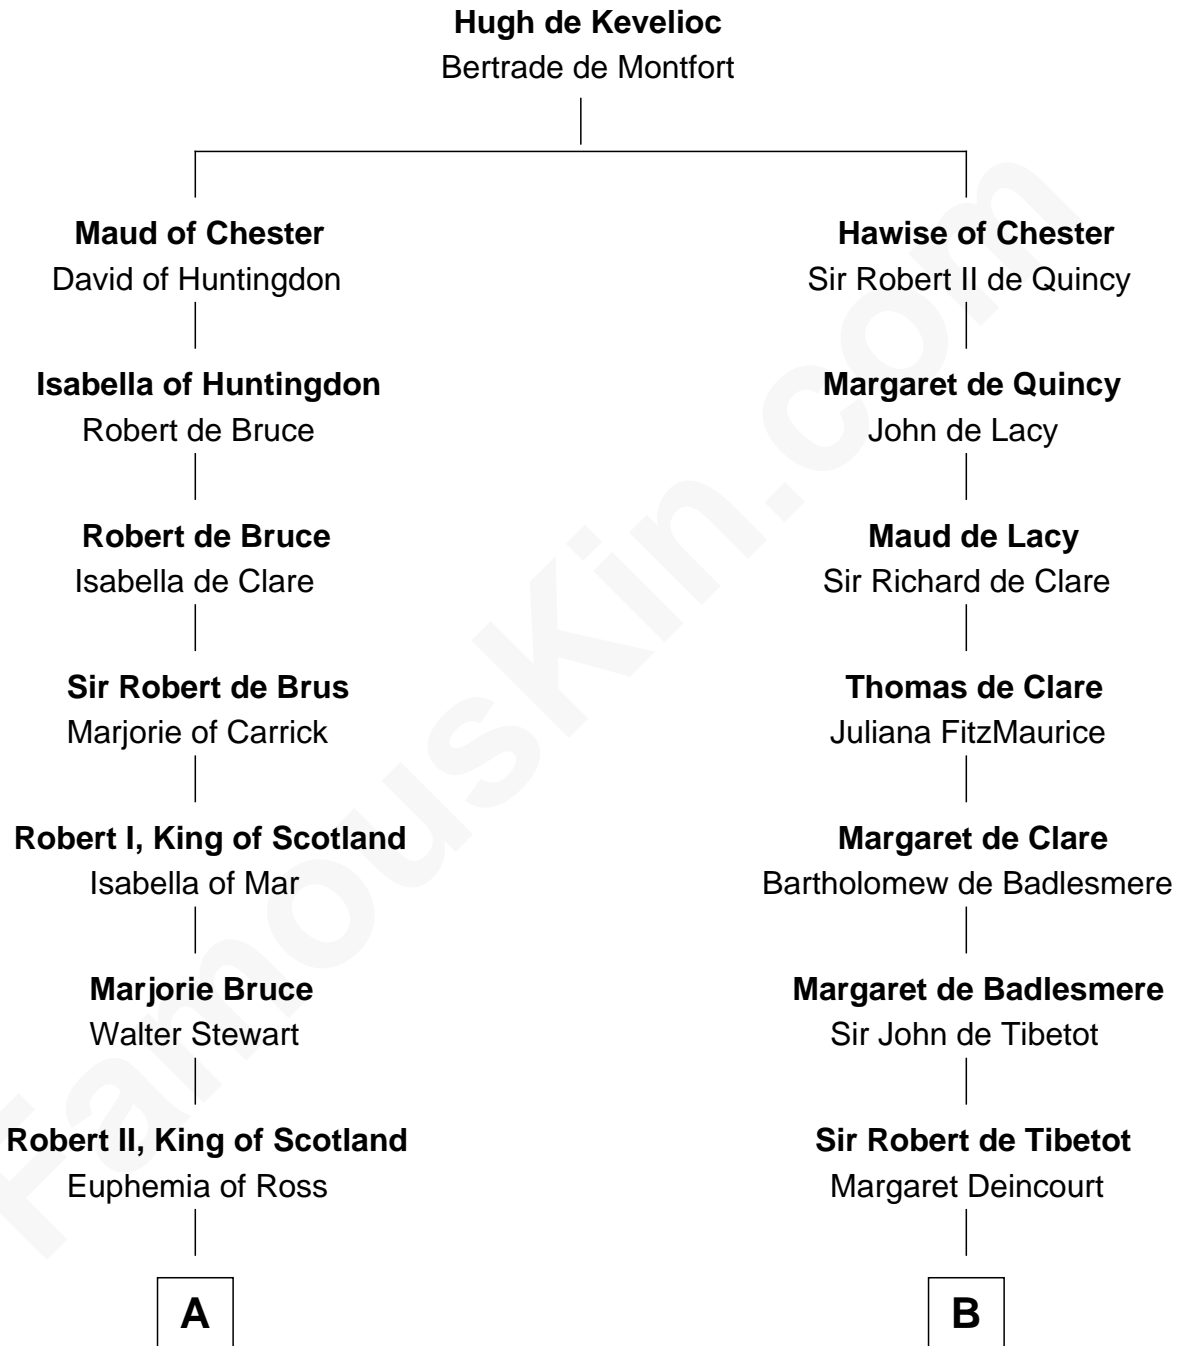 Hugh de Kevelioc
Bertrade de Montfort
Maud of Chester
David of Huntingdon
Hawise of Chester
Sir Robert II de Quincy
Isabella of Huntingdon
Robert de Bruce
Margaret de Quincy
John de Lacy
Robert de Bruce
Isabella de Clare
Maud de Lacy
Sir Richard de Clare
Sir Robert de Brus
Marjorie of Carrick
Thomas de Clare
Juliana FitzMaurice
Robert I, King of Scotland
Isabella of Mar
Margaret de Clare
Bartholomew de Badlesmere
Marjorie Bruce
Walter Stewart
Margaret de Badlesmere
Sir John de Tibetot
Robert II, King of Scotland
Euphemia of Ross
Sir Robert de Tibetot
Margaret Deincourt
A
B
FamousKin.com